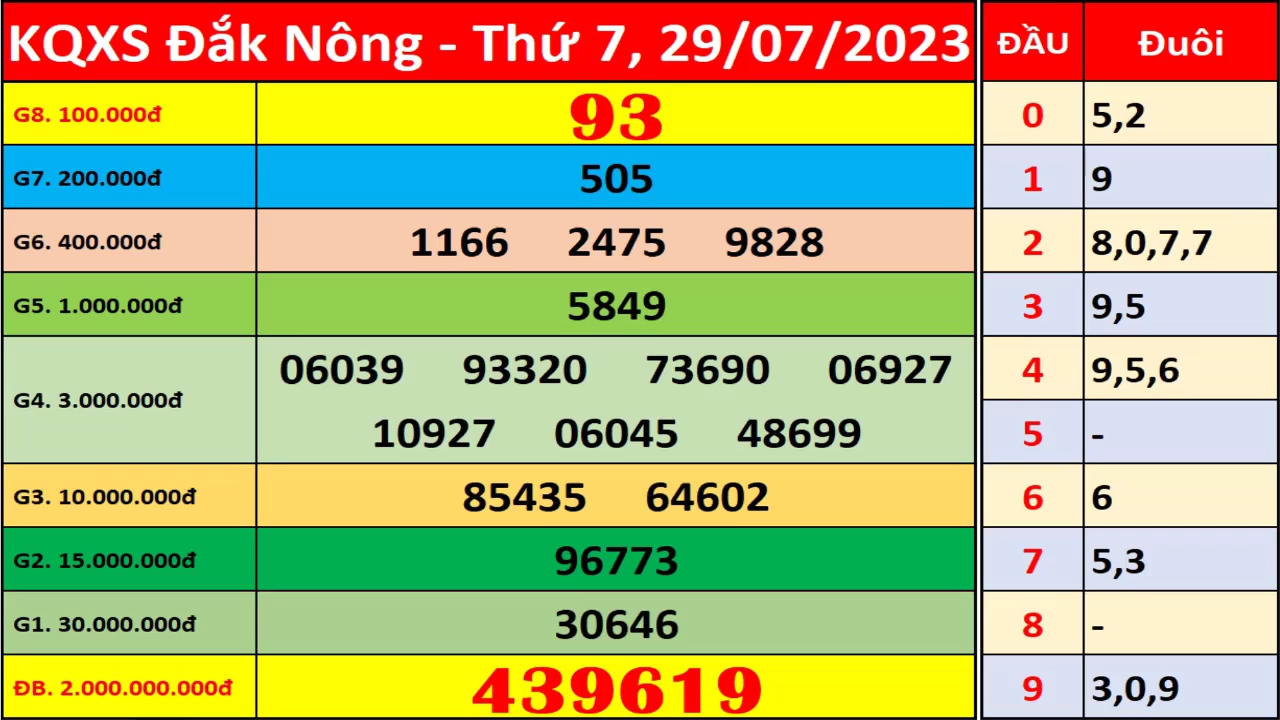 KQXS Đắk Nông - Thứ 7, 29/07/2023
G8. 100.000đ 93
G7. 200.000đ 505
G6. 400.000đ 1166 2475 9828
G5. 1.000.000đ 5849
G4. 3.000.000đ 06039 93320 73690 06927
10927 06045 48699
G3. 10.000.000đ 85435 64602
G2. 15.000.000đ 96773
G1. 30.000.000đ 30646
ĐB. 2.000.000.000đ 439619
ĐẦU Đuôi
0 5,2
1 9
2 8,0,7,7
3 9,5
4 9,5,6
5 -
6 6
7 5,3
8 -
9 3,0,9